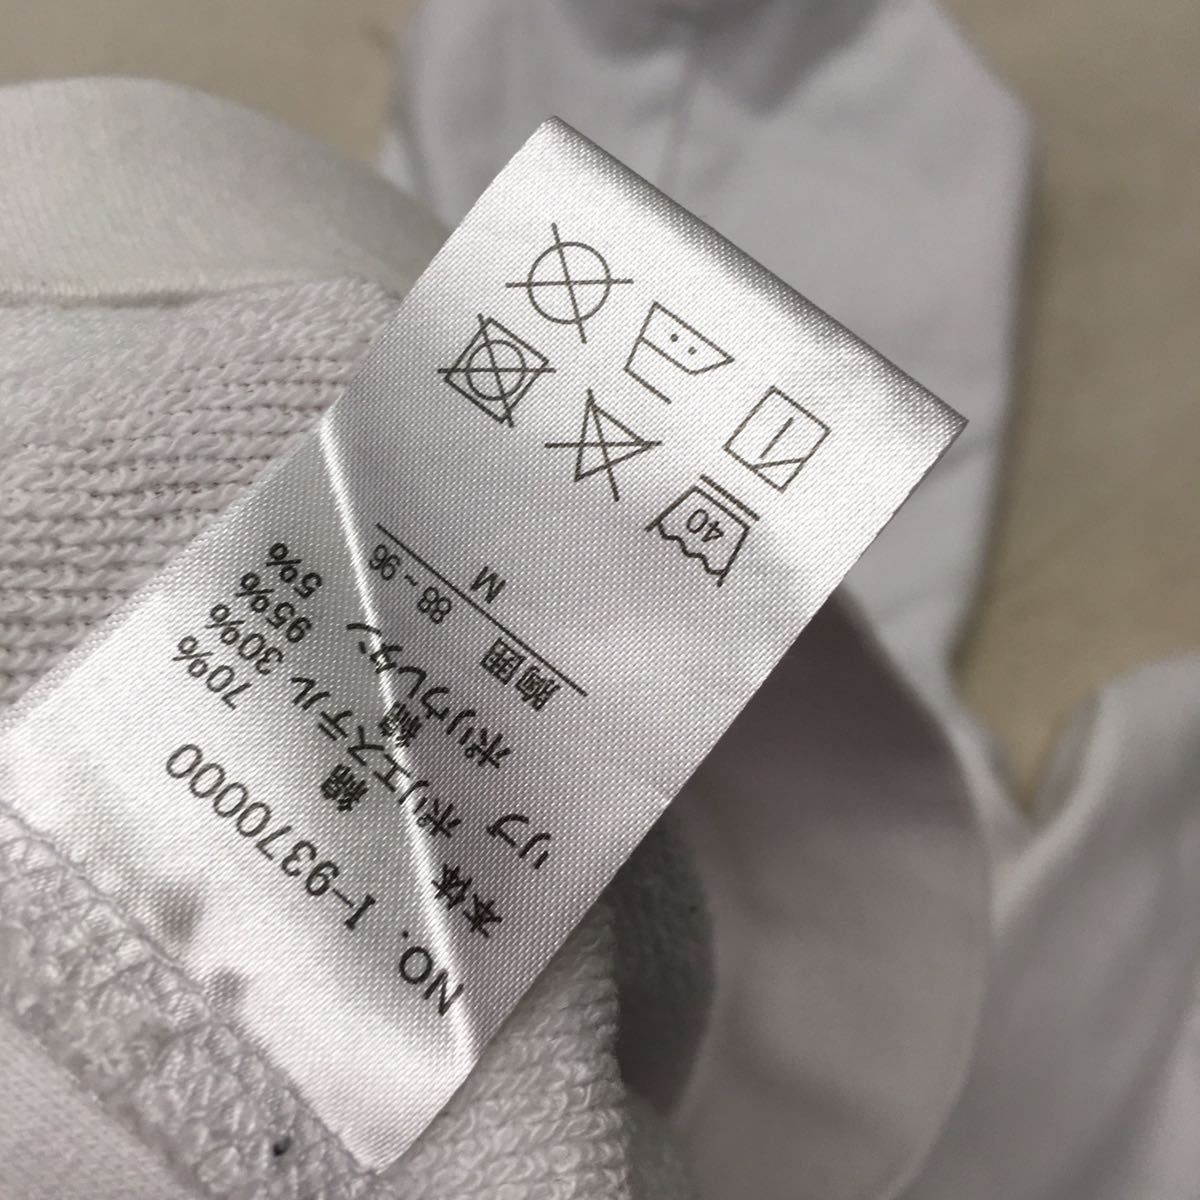 NO. I-9370000
本体 綿 70%
ポリエステル 30%
リブ 綿 95%
ポリウレタン 5%
胸囲 88-96
M
40